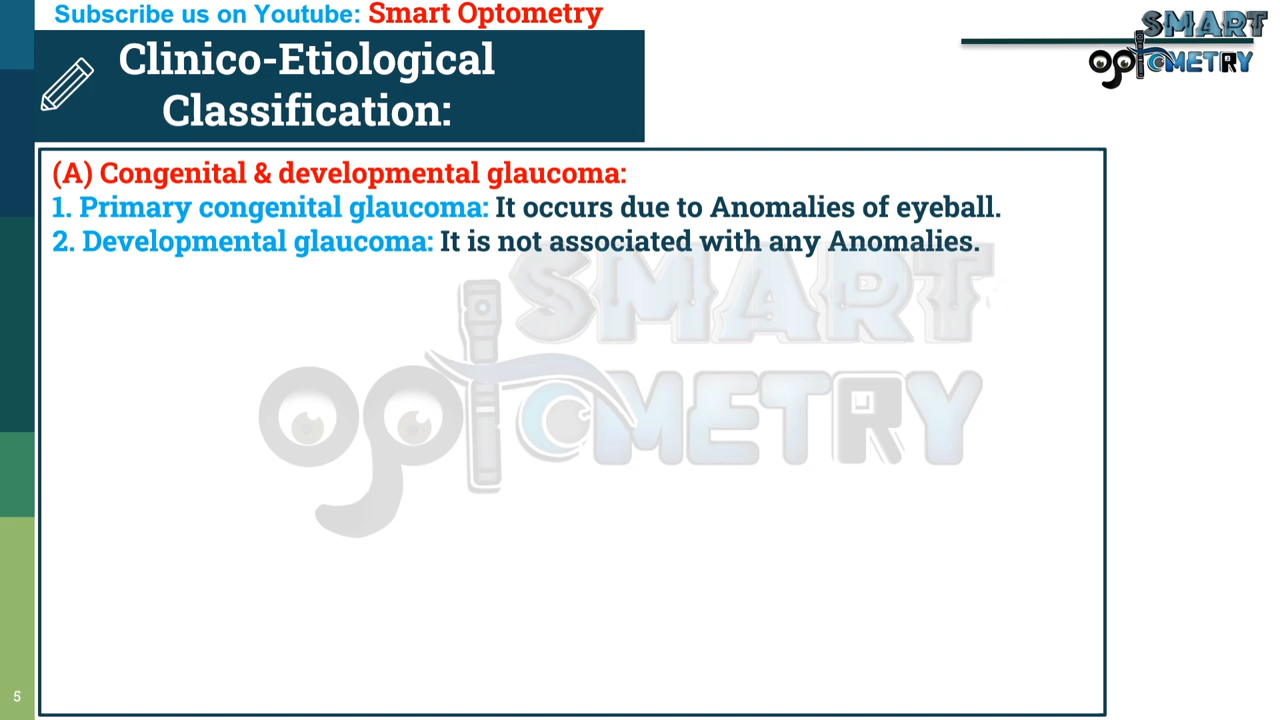 Subscribe us on Youtube: Smart Optometry
SMART
OptOMETRY
Clinico-Etiological
Classification:
(A) Congenital & developmental glaucoma:
1. Primary congenital glaucoma: It occurs due to Anomalies of eyeball.
2. Developmental glaucoma: It is not associated with any Anomalies.
SMART
OptOMETRY
5